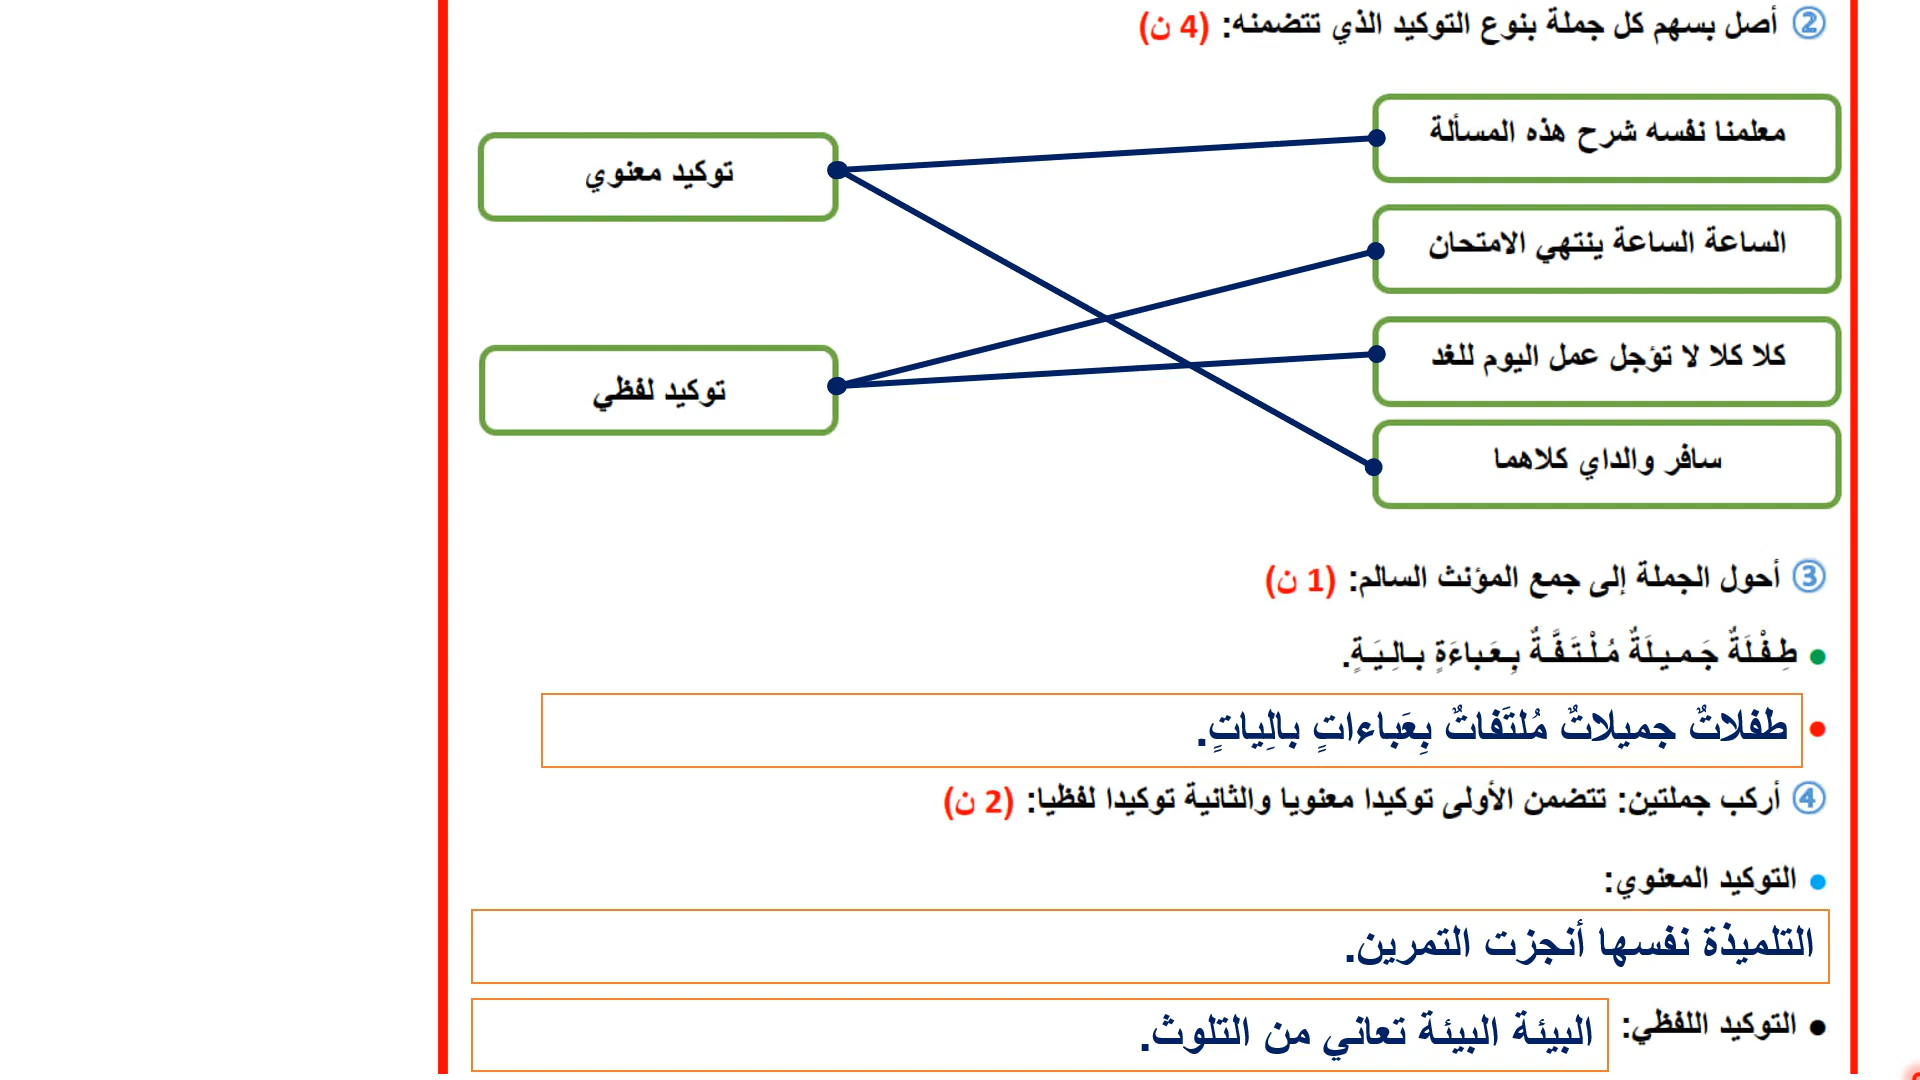 ② أصل بسهم كل جملة بنوع التوكيد الذي تتضمنه: (4 ن)
معلمنا نفسه شرح هذه المسألة
توكيد معنوي
الساعة الساعة ينتهي الامتحان
كلا كلا لا تؤجل عمل اليوم للغد
توكيد لفظي
سافر والداي كلاهما
③ أحول الجملة إلى جمع المؤنث السالم: (1 ن)
• طِفْلَةٌ جَميلَةٌ مُلْتَفَّةٌ بِعَباءَةٍ بالِيَةٍ.
• طفلاتٌ جميلاتٌ مُلتَفاتٌ بِعَباءاتٍ بالِياتٍ.
④ أركب جملتين: تتضمن الأولى توكيدا معنويا والثانية توكيدا لفظيا: (2 ن)
• التوكيد المعنوي:
التلميذة نفسها أنجزت التمرين.
• التوكيد اللفظي: البيئة البيئة تعاني من التلوث.